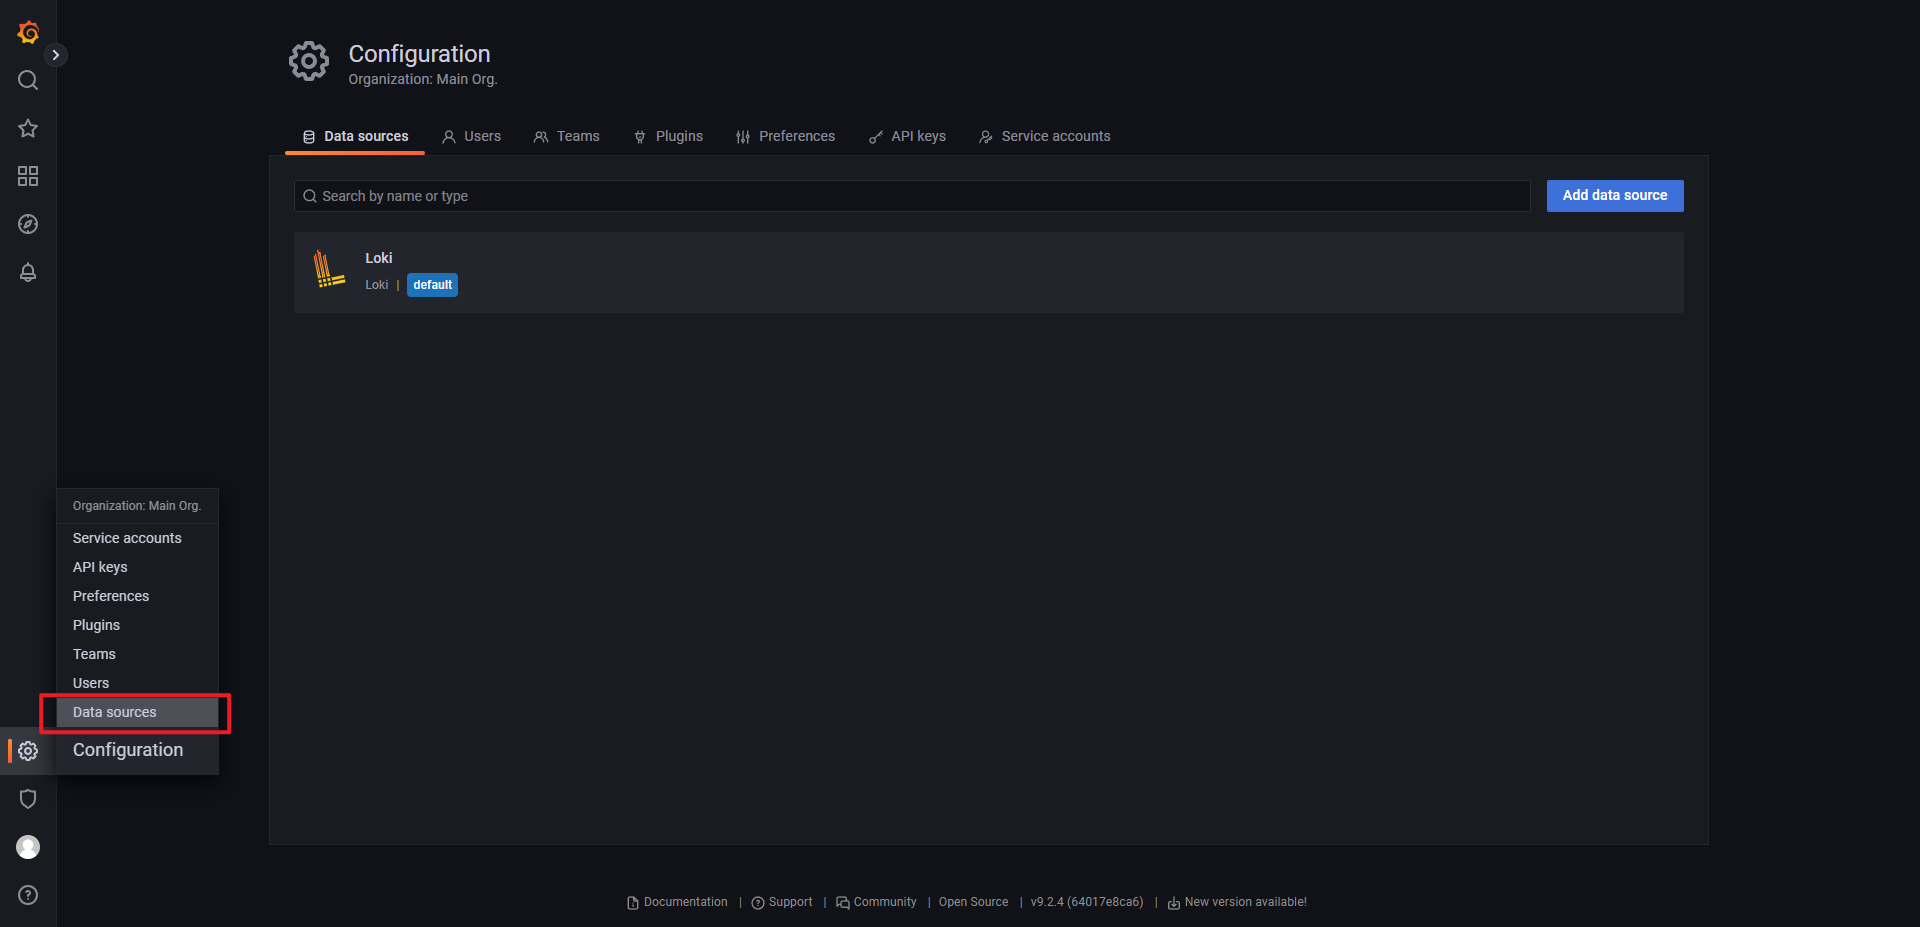 Configuration
Organization: Main Org.
Data sources Users Teams Plugins Preferences API keys Service accounts
Search by name or type Add data source
Loki
Loki | default
Organization: Main Org.
Service accounts
API keys
Preferences
Plugins
Teams
Users
Data sources
Configuration
Documentation | Support | Community | Open Source | v9.2.4 (64017e8ca6) | New version available!